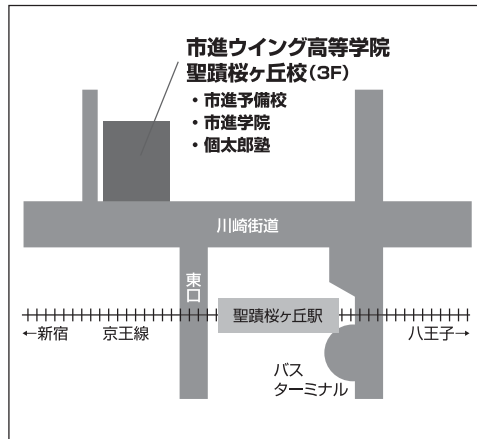 市進ウイング高等学院
聖蹟桜ヶ丘校(3F)
・市進予備校
・市進学院
・個太郎塾
川崎街道
東口
聖蹟桜ヶ丘駅
←新宿
京王線
八王子→
バス
ターミナル